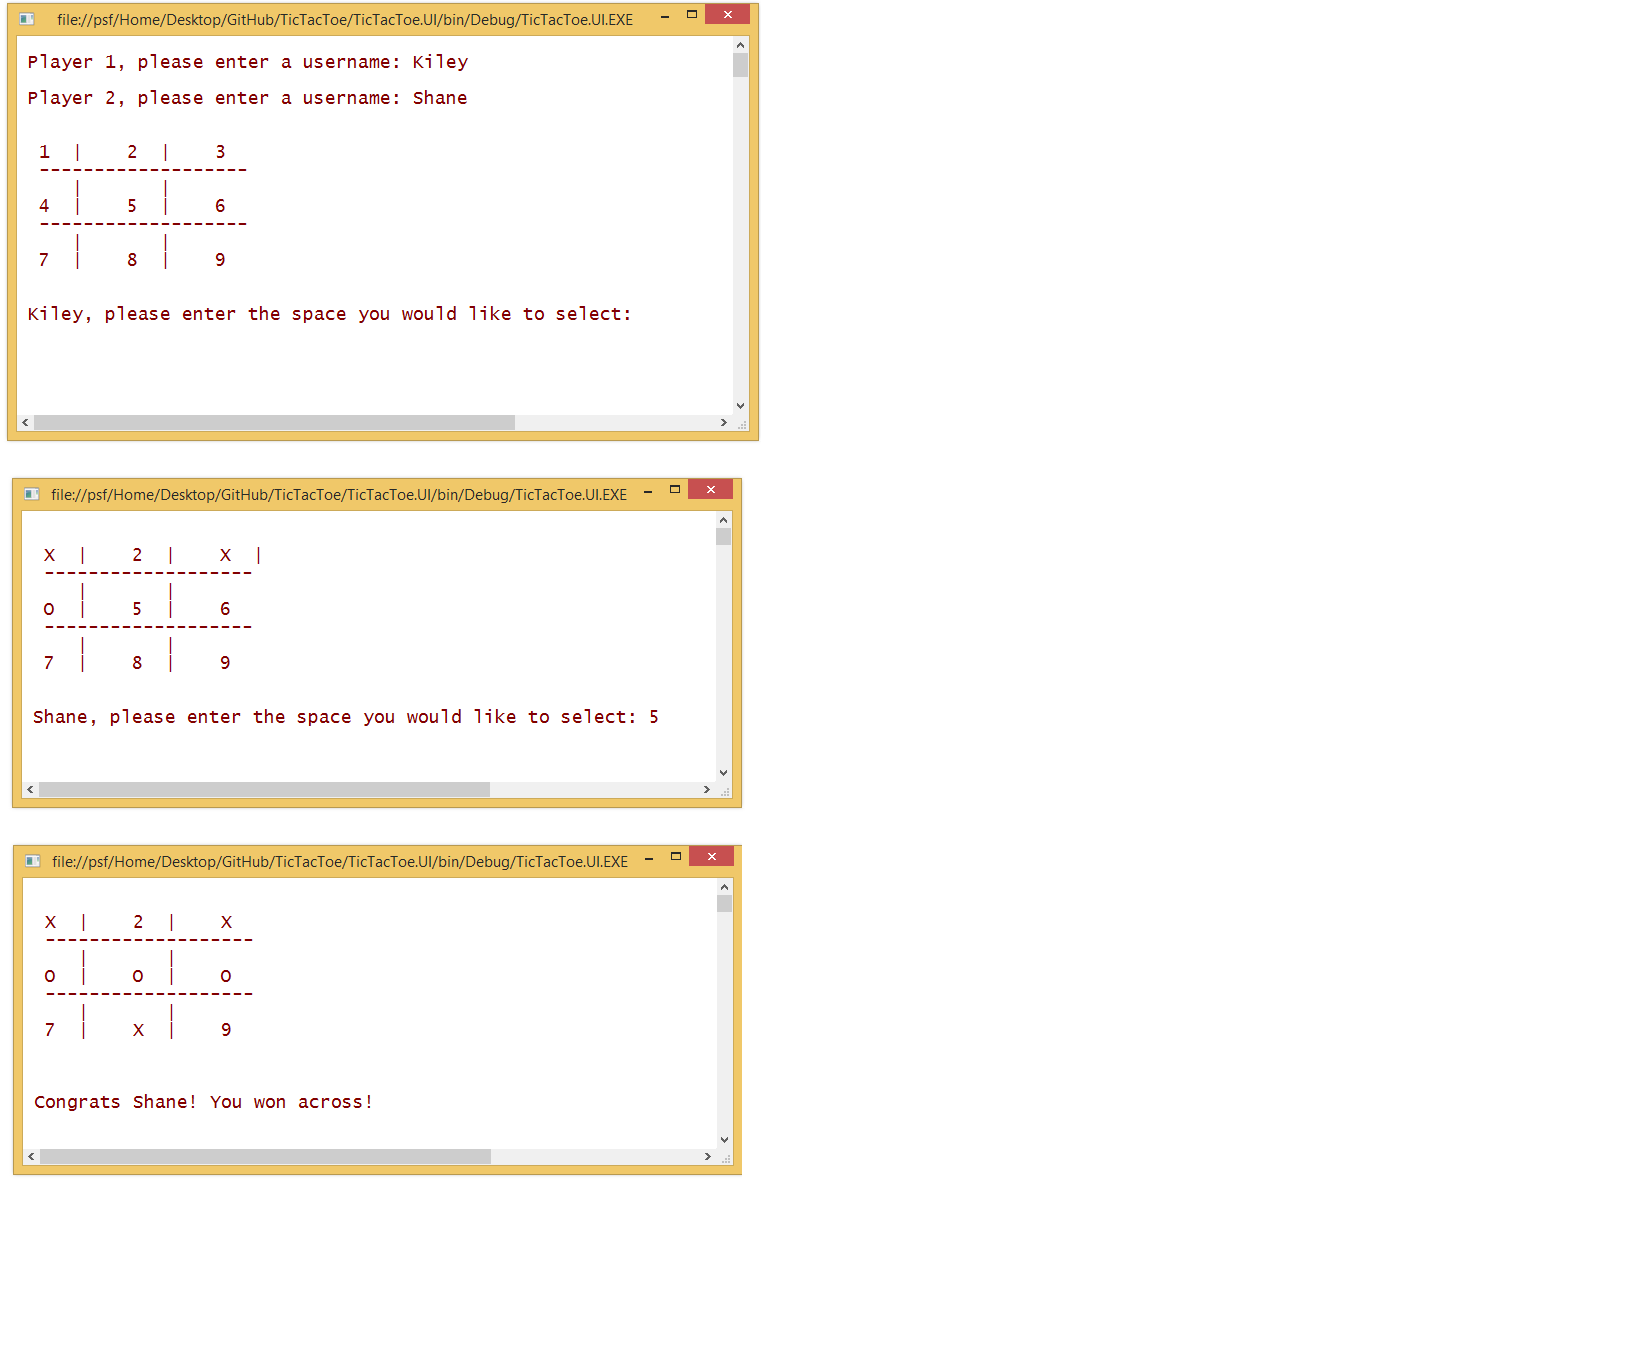 file://psf/Home/Desktop/GitHub/TicTacToe/TicTacToe.UI/bin/Debug/TicTacToe.UI.EXE
Player 1, please enter a username: Kiley
Player 2, please enter a username: Shane
1 | 2 | 3
-------------------
| |
4 | 5 | 6
-------------------
| |
7 | 8 | 9
Kiley, please enter the space you would like to select:
file://psf/Home/Desktop/GitHub/TicTacToe/TicTacToe.UI/bin/Debug/TicTacToe.UI.EXE
X | 2 | X |
-------------------
| |
O | 5 | 6
-------------------
| |
7 | 8 | 9
Shane, please enter the space you would like to select: 5
file://psf/Home/Desktop/GitHub/TicTacToe/TicTacToe.UI/bin/Debug/TicTacToe.UI.EXE
X | 2 | X
-------------------
| |
O | O | O
-------------------
| |
7 | X | 9
Congrats Shane! You won across!